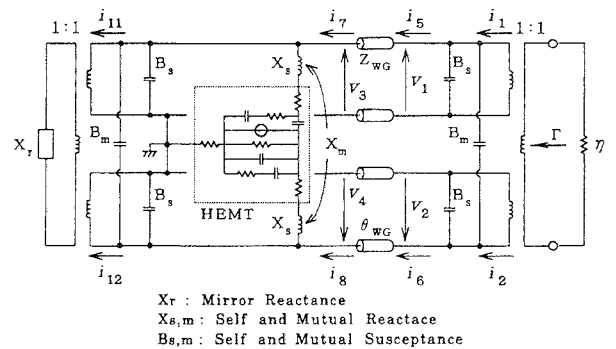 i11 i7 i5 i1
1:1 1:1
Bs Xs ZWG Bs
V3 V1
Xr Bm Xm Bm Γ η
V4 V2
Bs HEMT Xs θWG Bs
i12 i8 i6 i2
Xr : Mirror Reactance
Xs,m : Self and Mutual Reactace
Bs,m : Self and Mutual Susceptance